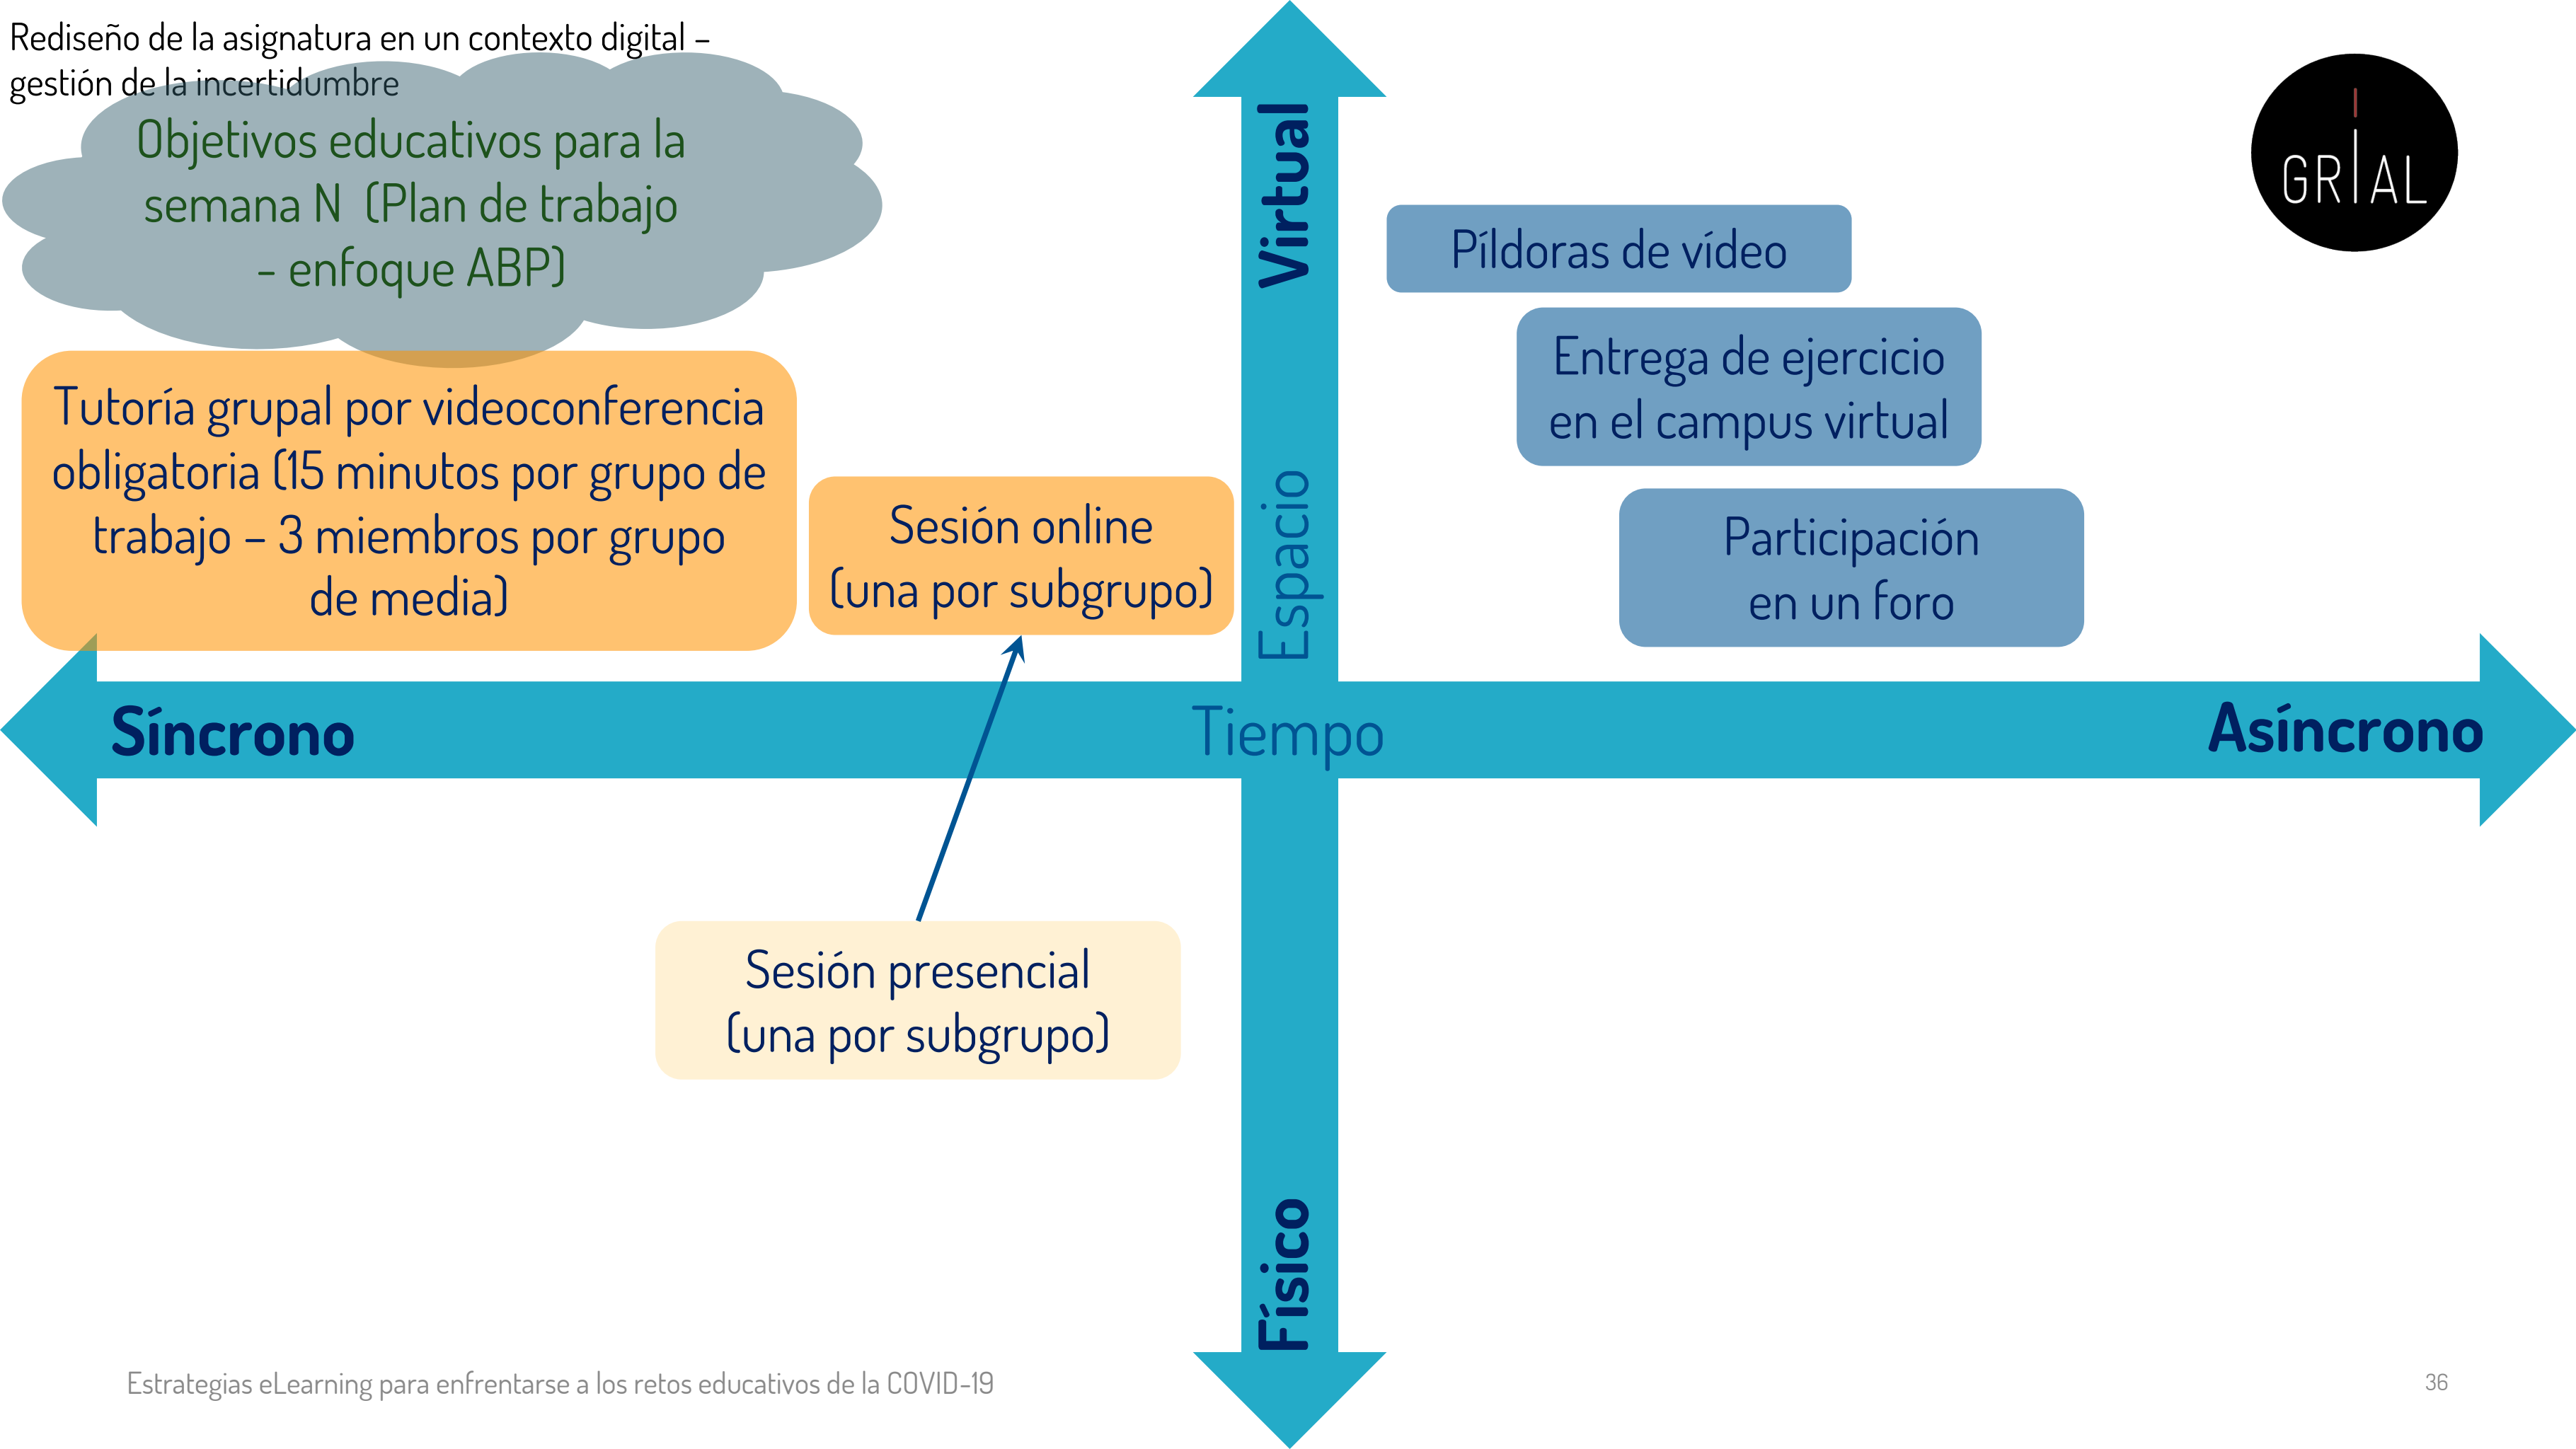 Rediseño de la asignatura en un contexto digital –
gestión de la incertidumbre
Objetivos educativos para la
semana N (Plan de trabajo
- enfoque ABP)
Tutoría grupal por videoconferencia
obligatoria (15 minutos por grupo de
trabajo – 3 miembros por grupo
de media)
Sesión online
(una por subgrupo)
Virtual
Espacio
Píldoras de vídeo
Entrega de ejercicio
en el campus virtual
Participación
en un foro
GRIAL
Síncrono
Tiempo
Asíncrono
Sesión presencial
(una por subgrupo)
Físico
Estrategias eLearning para enfrentarse a los retos educativos de la COVID-19
36